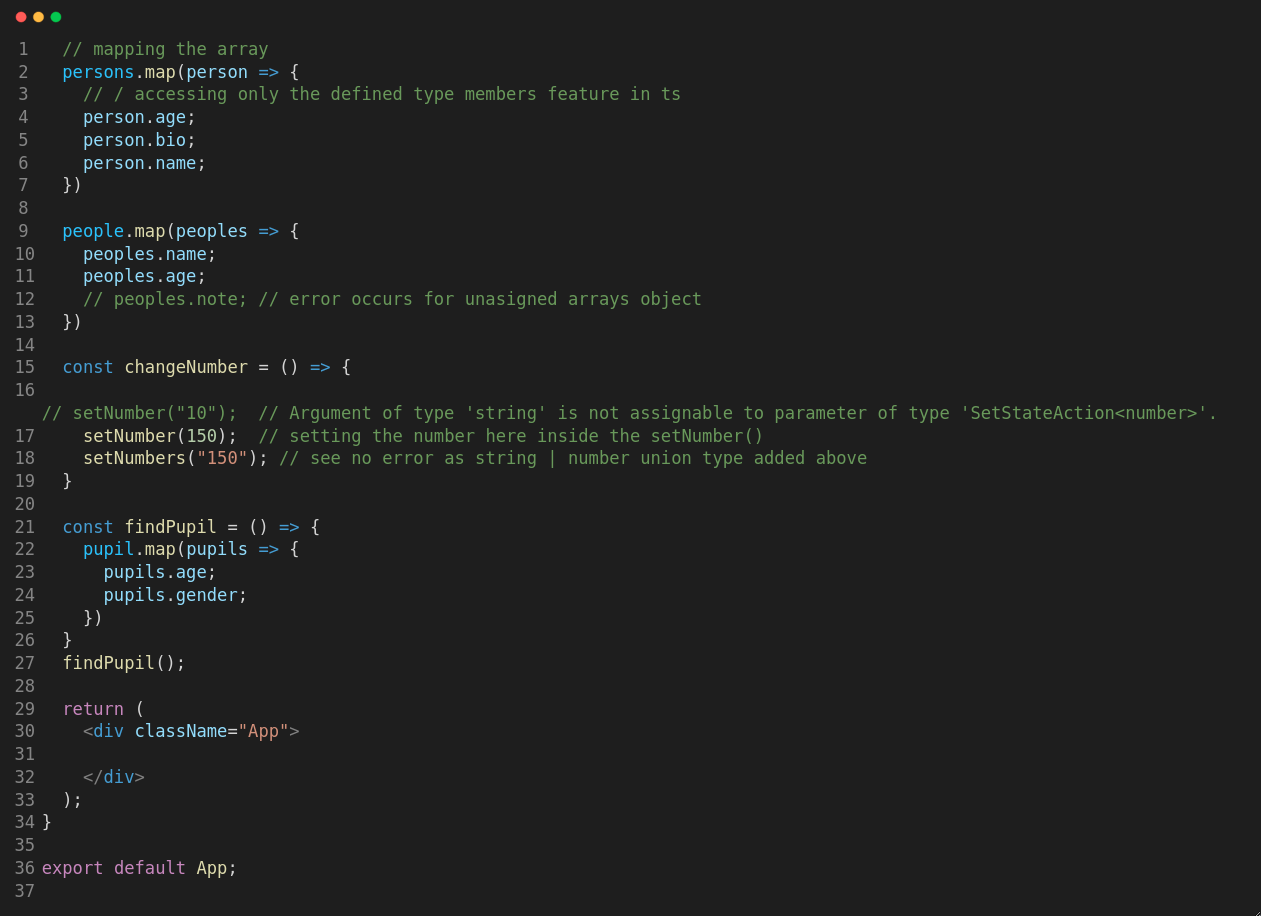 1   // mapping the array
2   persons.map(person => {
3     // / accessing only the defined type members feature in ts
4     person.age;
5     person.bio;
6     person.name;
7   })
8
9   people.map(peoples => {
10     peoples.name;
11     peoples.age;
12     // peoples.note; // error occurs for unasigned arrays object
13   })
14
15   const changeNumber = () => {
16
// setNumber("10");  // Argument of type 'string' is not assignable to parameter of type 'SetStateAction<number>'.
17     setNumber(150);  // setting the number here inside the setNumber()
18     setNumbers("150"); // see no error as string | number union type added above
19   }
20
21   const findPupil = () => {
22     pupil.map(pupils => {
23       pupils.age;
24       pupils.gender;
25     })
26   }
27   findPupil();
28
29   return (
30     <div className="App">
31
32     </div>
33   );
34 }
35
36 export default App;
37